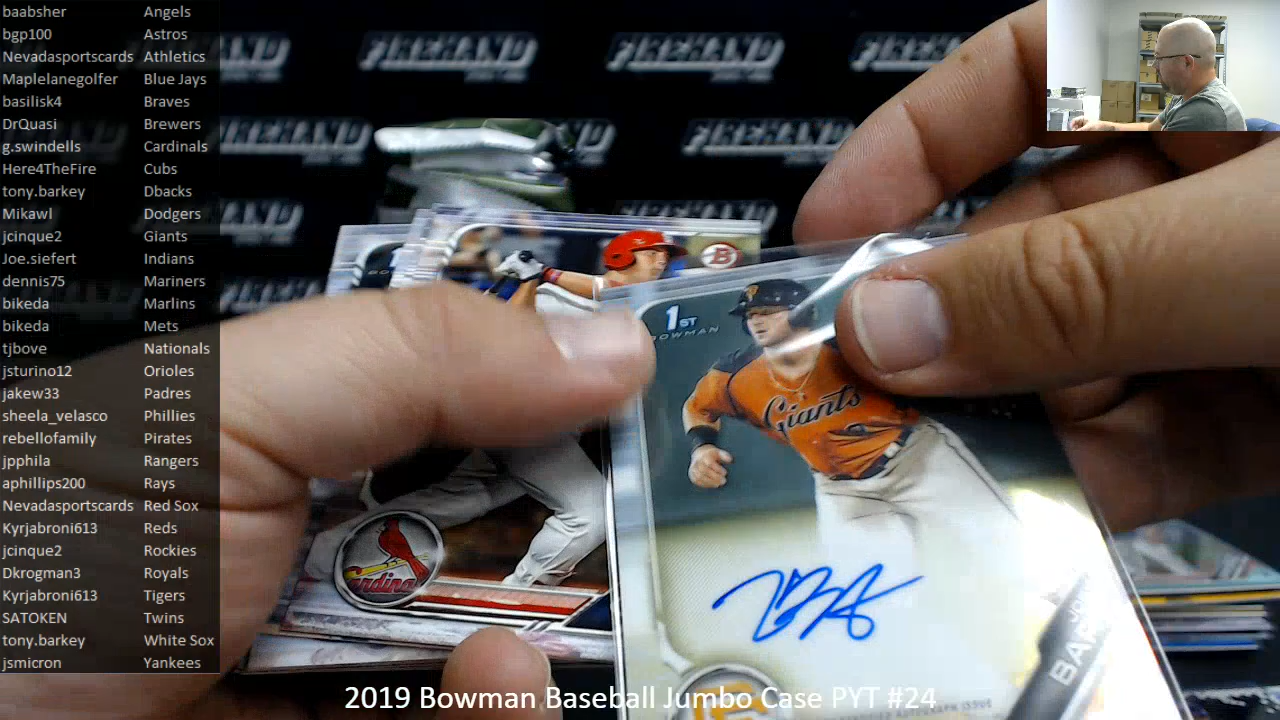 baabsher Angels
bgp100 Astros
Nevadasportscards Athletics
Maplelanegolfer Blue Jays
basilisk4 Braves
DrQuasi Brewers
g.swindells Cardinals
Here4TheFire Cubs
tony.barkey Dbacks
Mikawl Dodgers
jcinque2 Giants
Joe.siefert Indians
dennis75 Mariners
bikeda Marlins
bikeda Mets
tjbove Nationals
jsturino12 Orioles
jakew33 Padres
sheela_velasco Phillies
rebellofamily Pirates
jpphila Rangers
aphillips200 Rays
Nevadasportscards Red Sox
Kyrjabroni613 Reds
jcinque2 Rockies
Dkrogman3 Royals
Kyrjabroni613 Tigers
SATOKEN Twins
tony.barkey White Sox
jsmicron Yankees
FIREHAND FIREHAND FIREHAND
FIREHAND FIREHAND
B
1ST
BOWMAN
Giants
Cardinals
2019 Bowman Baseball Jumbo Case PYT #24